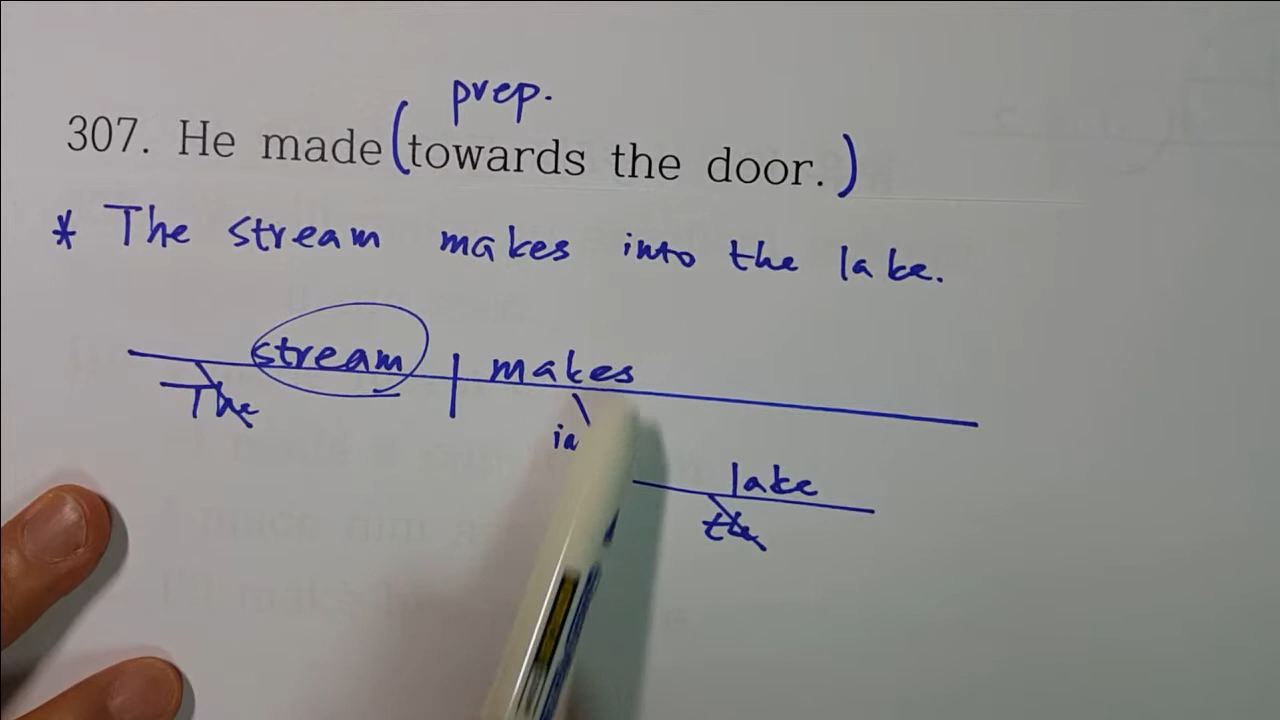 prep.
307. He made (towards the door.)
* The stream makes into the lake.
stream makes
The
lake
the